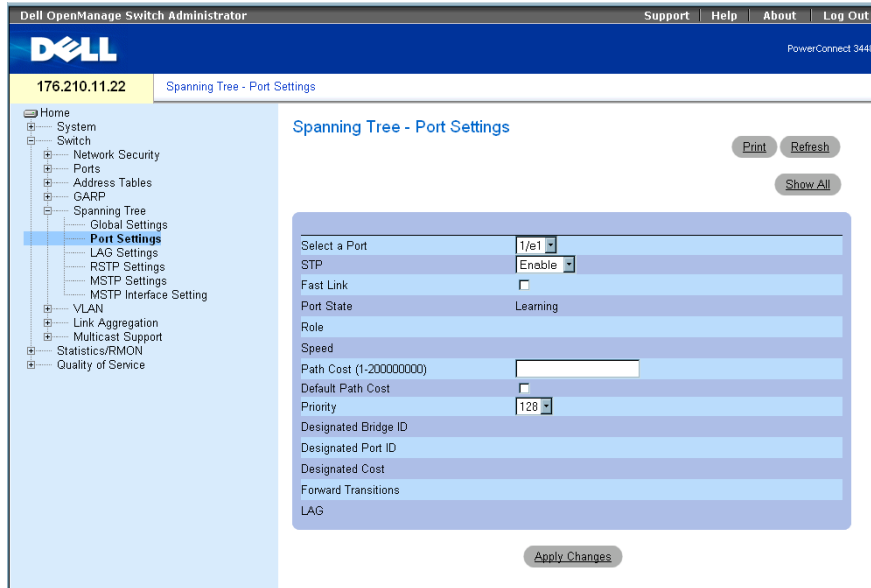 Dell OpenManage Switch Administrator
Support Help About Log Out
DELL
PowerConnect 3448
176.210.11.22
Spanning Tree - Port Settings
Home
System
Switch
Network Security
Ports
Address Tables
GARP
Spanning Tree
Global Settings
Port Settings
LAG Settings
RSTP Settings
MSTP Settings
MSTP Interface Setting
VLAN
Link Aggregation
Multicast Support
Statistics/RMON
Quality of Service
Spanning Tree - Port Settings
Print Refresh
Show All
Select a Port 1/e1
STP Enable
Fast Link
Port State Learning
Role
Speed
Path Cost (1-200000000)
Default Path Cost
Priority 128
Designated Bridge ID
Designated Port ID
Designated Cost
Forward Transitions
LAG
Apply Changes